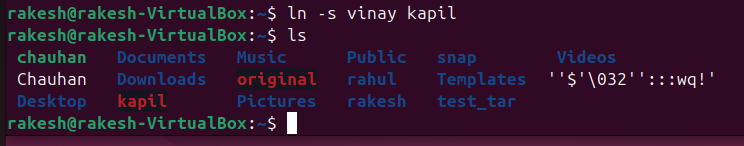 rakesh@rakesh-VirtualBox:~$ ln -s vinay kapil
rakesh@rakesh-VirtualBox:~$ ls
chauhan Documents Music Public snap Videos
Chauhan Downloads original rahul Templates ''$'\032'':::wq!'
Desktop kapil Pictures rakesh test_tar
rakesh@rakesh-VirtualBox:~$